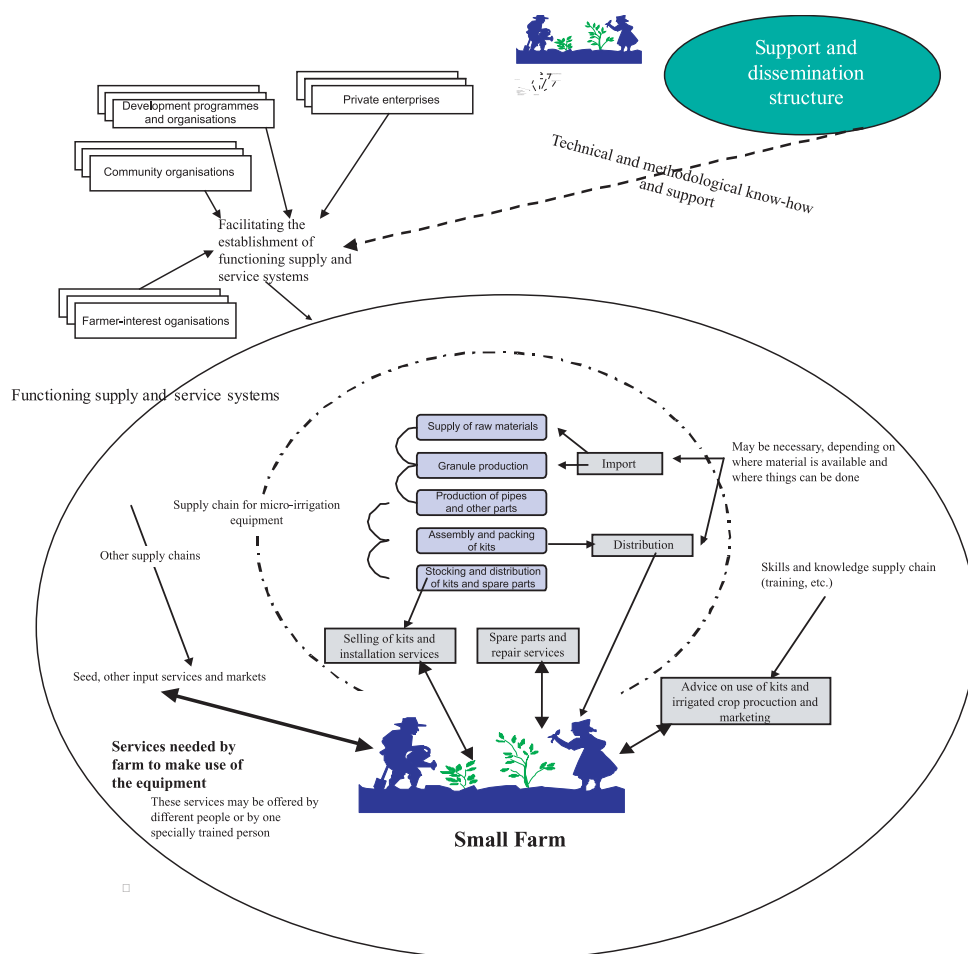 Support and
dissemination
structure
Development programmes
and organisations
Private enterprises
Community organisations
Technical and methodological know-how
and support
Facilitating the
establishment of
functioning supply and
service systems
Farmer-interest oganisations
Functioning supply and service systems
Supply of raw materials
Granule production
Import
May be necessary, depending on
where material is available and
where things can be done
Supply chain for micro-irrigation
equipment
Production of pipes
and other parts
Assembly and packing
of kits
Distribution
Other supply chains
Stocking and distribution
of kits and spare parts
Skills and knowledge supply chain
(training, etc.)
Selling of kits and
installation services
Spare parts and
repair services
Seed, other input services and markets
Advice on use of kits and
irrigated crop procuction and
marketing
Services needed by
farm to make use of
the equipment
These services may be offered by
different people or by one
specially trained person
Small Farm